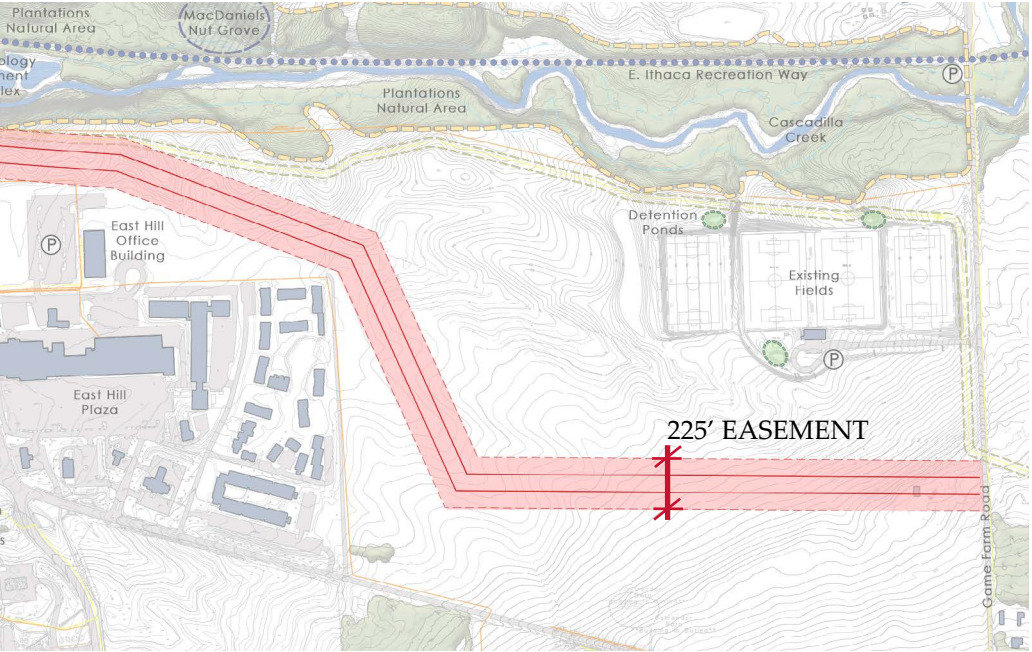 Plantations
Natural Area
MacDaniels
Nut Grove
ology
ment
lex
E. Ithaca Recreation Way
P
Plantations
Natural Area
Cascadilla
Creek
Detention
Ponds
East Hill
Office
Building
P
Existing
Fields
P
East Hill
Plaza
225' EASEMENT
Game Farm Road
s